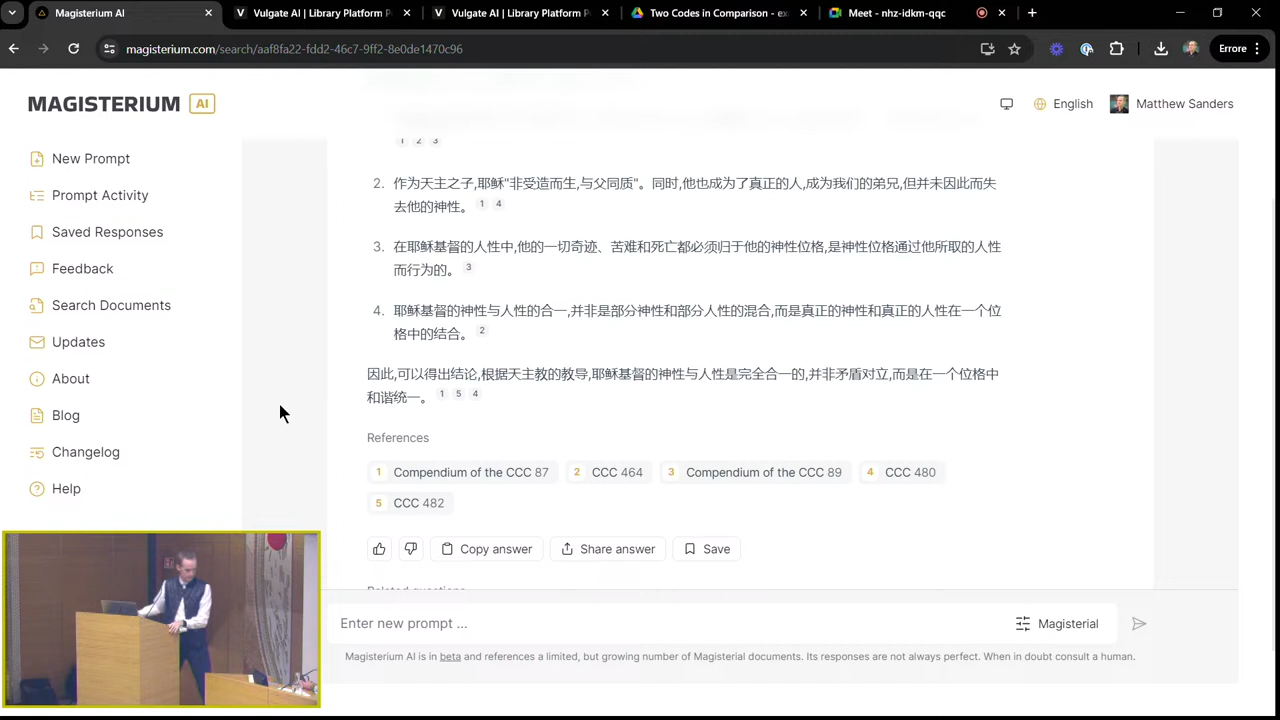 Magisterium AI
Vulgate AI | Library Platform P
Vulgate AI | Library Platform P
Two Codes in Comparison - e
Meet - nhz-idkm-qqc
magisterium.com/search/aaf8fa22-fdd2-46c7-9ff2-8e0de1470c96
Errore
MAGISTERIUM AI
English
Matthew Sanders
New Prompt
Prompt Activity
Saved Responses
Feedback
Search Documents
Updates
About
Blog
Changelog
Help
1 2 3
2. 作为天主之子,耶稣"非受造而生,与父同质"。同时,他也成为了真正的人,成为我们的弟兄,但并未因此而失
去他的神性。 1 4
3. 在耶稣基督的人性中,他的一切奇迹、苦难和死亡都必须归于他的神性位格,是神性位格通过他所取的人性
而行为的。 3
4. 耶稣基督的神性与人性的合一,并非是部分神性和部分人性的混合,而是真正的神性和真正的人性在一个位
格中的结合。 2
因此,可以得出结论,根据天主教的教导,耶稣基督的神性与人性是完全合一的,并非矛盾对立,而是在一个位格中
和谐统一。 1 5 4
References
1 Compendium of the CCC 87 2 CCC 464 3 Compendium of the CCC 89 4 CCC 480
5 CCC 482
Copy answer Share answer Save
Related questions
Enter new prompt ... Magisterial
Magisterium AI is in beta and references a limited, but growing number of Magisterial documents. Its responses are not always perfect. When in doubt consult a human.